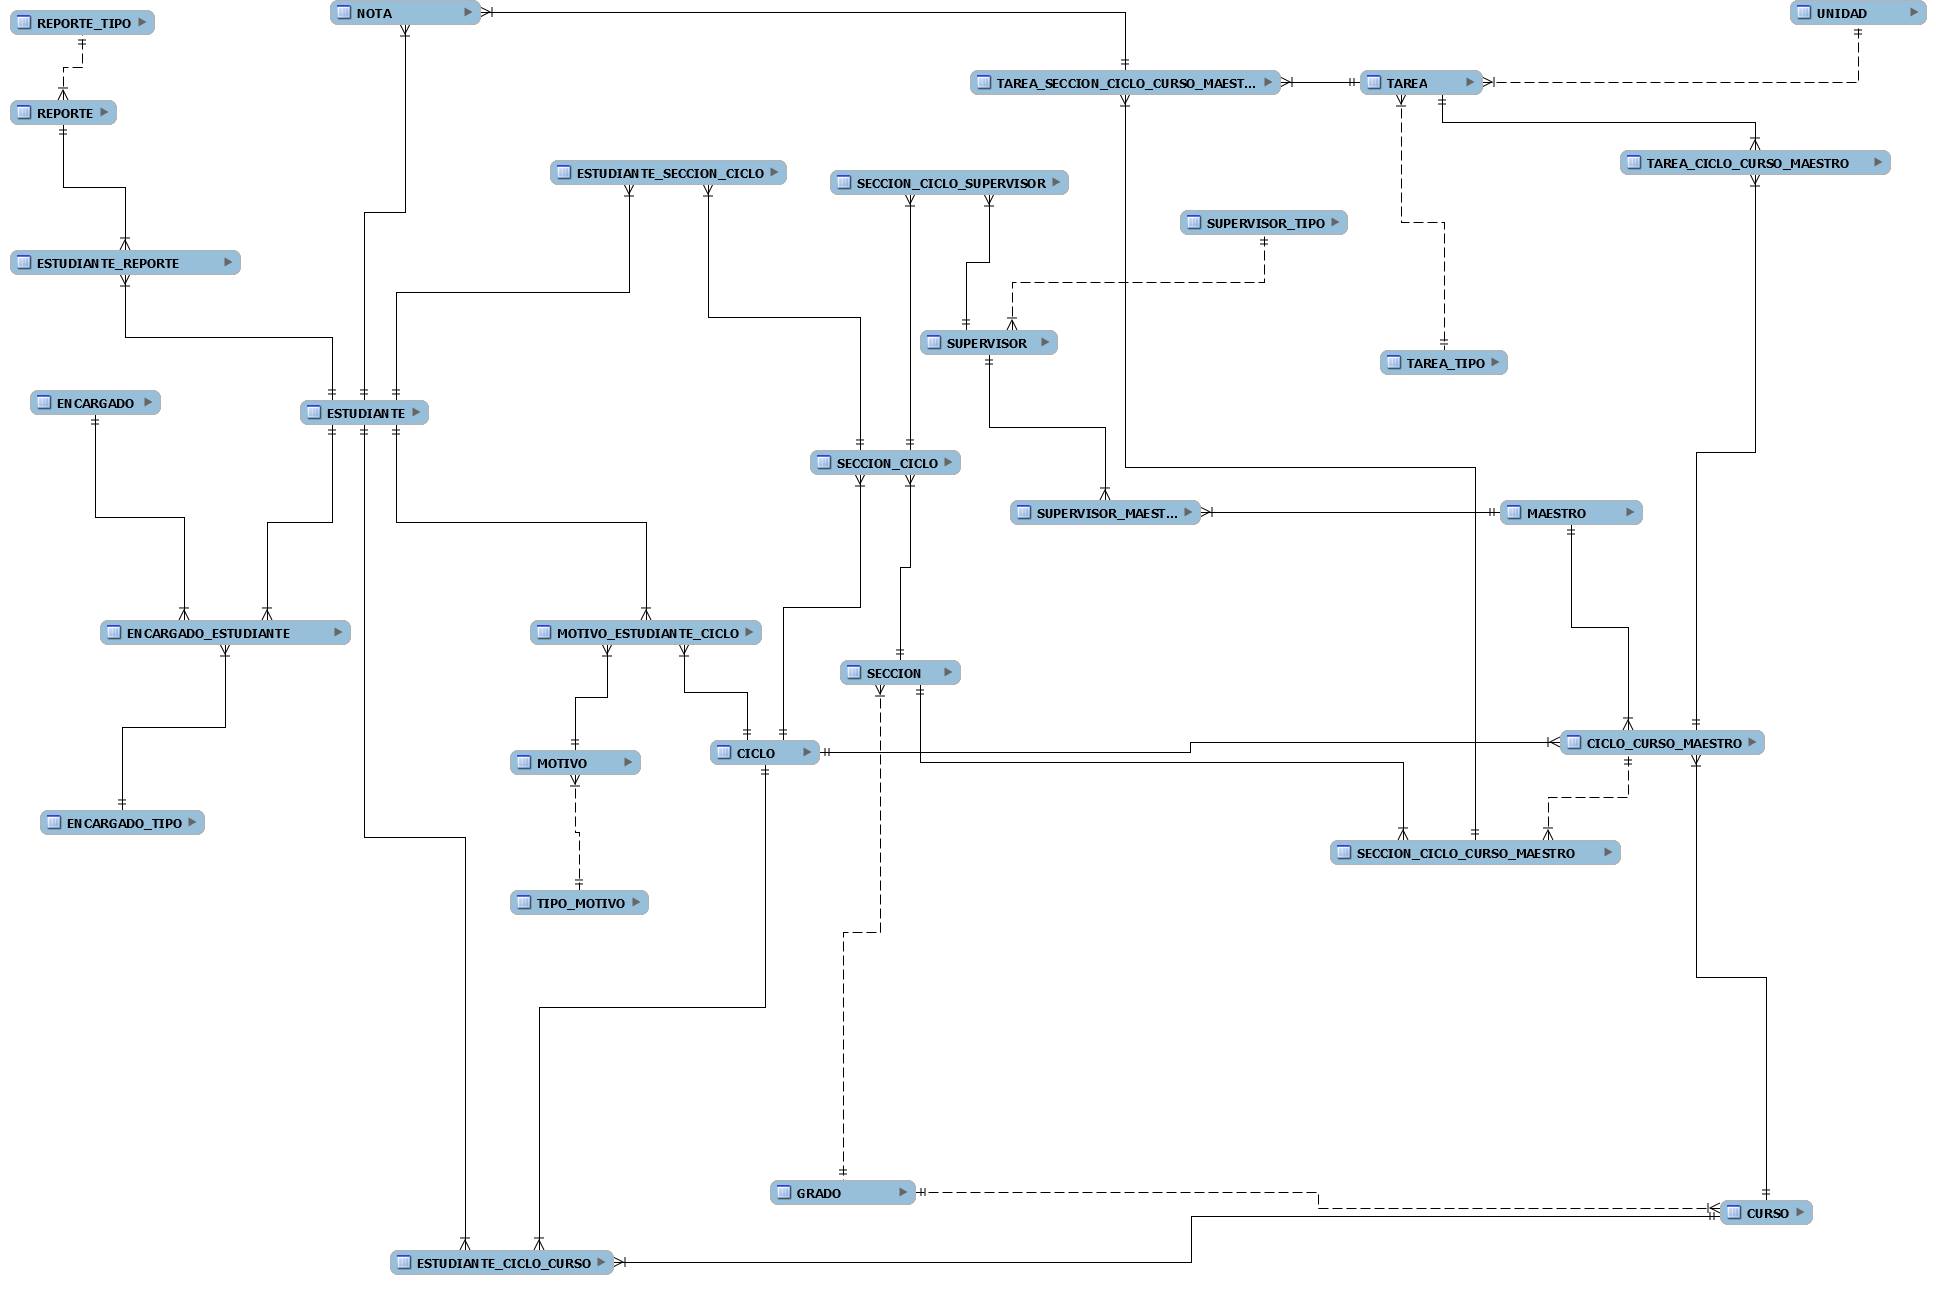 NOTA
UNIDAD
REPORTE_TIPO
TAREA_SECCION_CICLO_CURSO_MAEST...
TAREA
REPORTE
TAREA_CICLO_CURSO_MAESTRO
ESTUDIANTE_SECCION_CICLO
SECCION_CICLO_SUPERVISOR
SUPERVISOR_TIPO
ESTUDIANTE_REPORTE
SUPERVISOR
TAREA_TIPO
ENCARGADO
ESTUDIANTE
SECCION_CICLO
SUPERVISOR_MAEST...
MAESTRO
ENCARGADO_ESTUDIANTE
MOTIVO_ESTUDIANTE_CICLO
SECCION
CICLO_CURSO_MAESTRO
CICLO
MOTIVO
ENCARGADO_TIPO
SECCION_CICLO_CURSO_MAESTRO
TIPO_MOTIVO
GRADO
CURSO
ESTUDIANTE_CICLO_CURSO